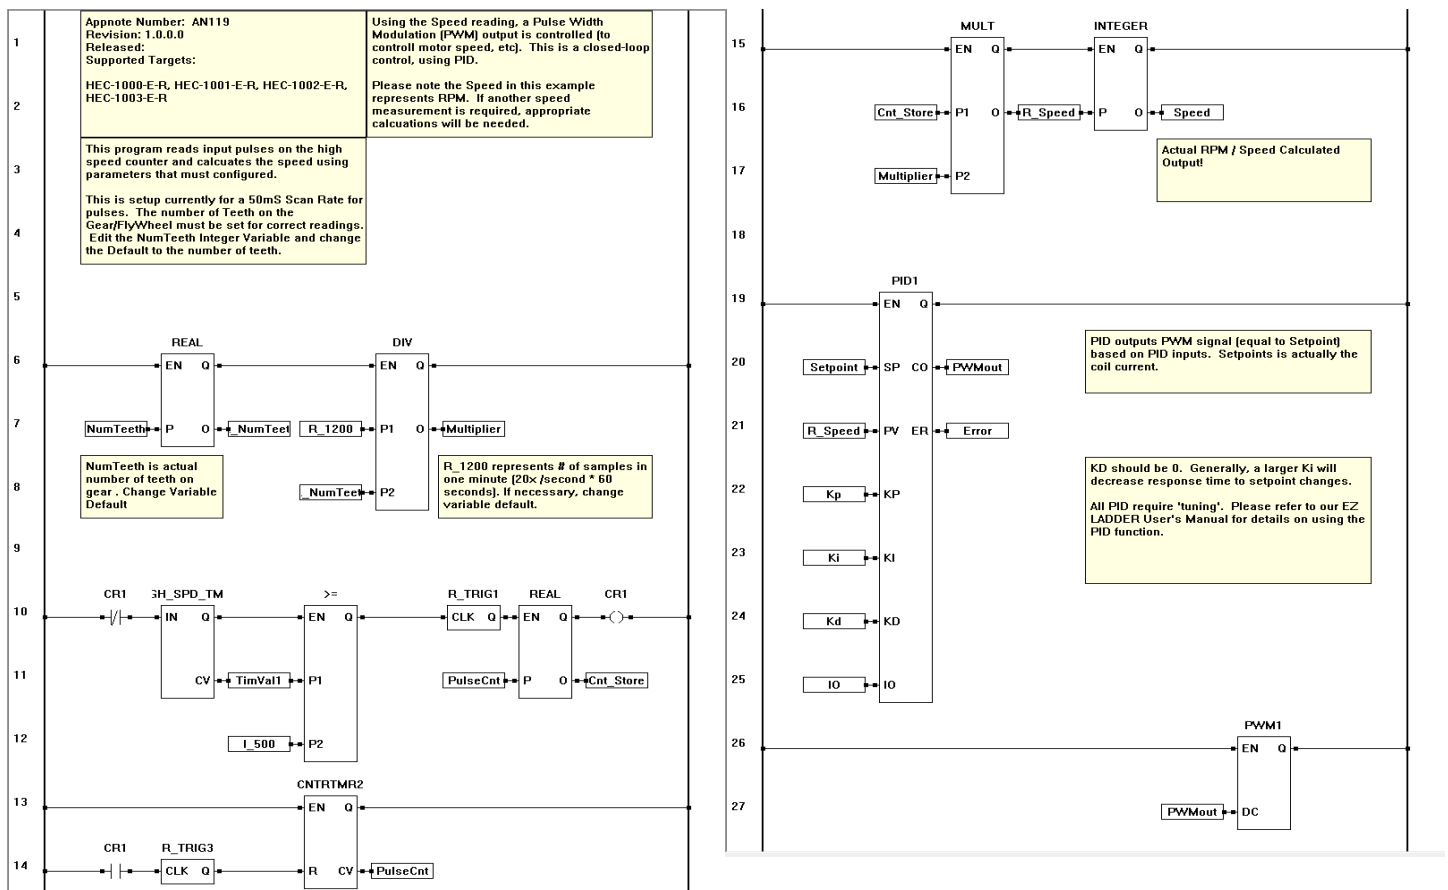 1
Appnote Number: AN119
Revision: 1.0.0.0
Released:
Supported Targets:
HEC-1000-E-R, HEC-1001-E-R, HEC-1002-E-R,
HEC-1003-E-R
Using the Speed reading, a Pulse Width
Modulation (PWM) output is controlled (to
controll motor speed, etc). This is a closed-loop
control, using PID.
Please note the Speed in this example
represents RPM. If another speed
measurement is required, appropriate
calcuations will be needed.
2
3
This program reads input pulses on the high
speed counter and calcuates the speed using
parameters that must configured.
This is setup currently for a 50mS Scan Rate for
pulses. The number of Teeth on the
Gear/FlyWheel must be set for correct readings.
Edit the NumTeeth Integer Variable and change
the Default to the number of teeth.
4
5
REAL DIV
6
EN Q EN Q
7
NumTeeth P O _NumTeet R_1200 P1 O Multiplier
NumTeeth is actual
number of teeth on
gear . Change Variable
Default
R_1200 represents # of samples in
one minute (20x /second * 60
seconds). If necessary, change
variable default.
8
_NumTeet P2
9
CR1 GH_SPD_TM >= R_TRIG1 REAL CR1
10
IN Q EN Q CLK Q EN Q
11
CV TimVal1 P1 PulseCnt P O Cnt_Store
12
I_500 P2
CNTRTMR2
13
EN Q
CR1 R_TRIG3
14
CLK Q R CV PulseCnt
MULT INTEGER
15
EN Q EN Q
16
Cnt_Store P1 O R_Speed P O Speed
Actual RPM / Speed Calculated
Output!
17
Multiplier P2
18
PID1
19
EN Q
PID outputs PWM signal (equal to Setpoint)
based on PID inputs. Setpoints is actually the
coil current.
20
Setpoint SP CO PWMout
21
R_Speed PV ER Error
KD should be 0. Generally, a larger Ki will
decrease response time to setpoint changes.
All PID require 'tuning'. Please refer to our EZ
LADDER User's Manual for details on using the
PID function.
22
Kp KP
23
Ki KI
24
Kd KD
25
IO IO
PWM1
26
EN Q
27
PWMout DC